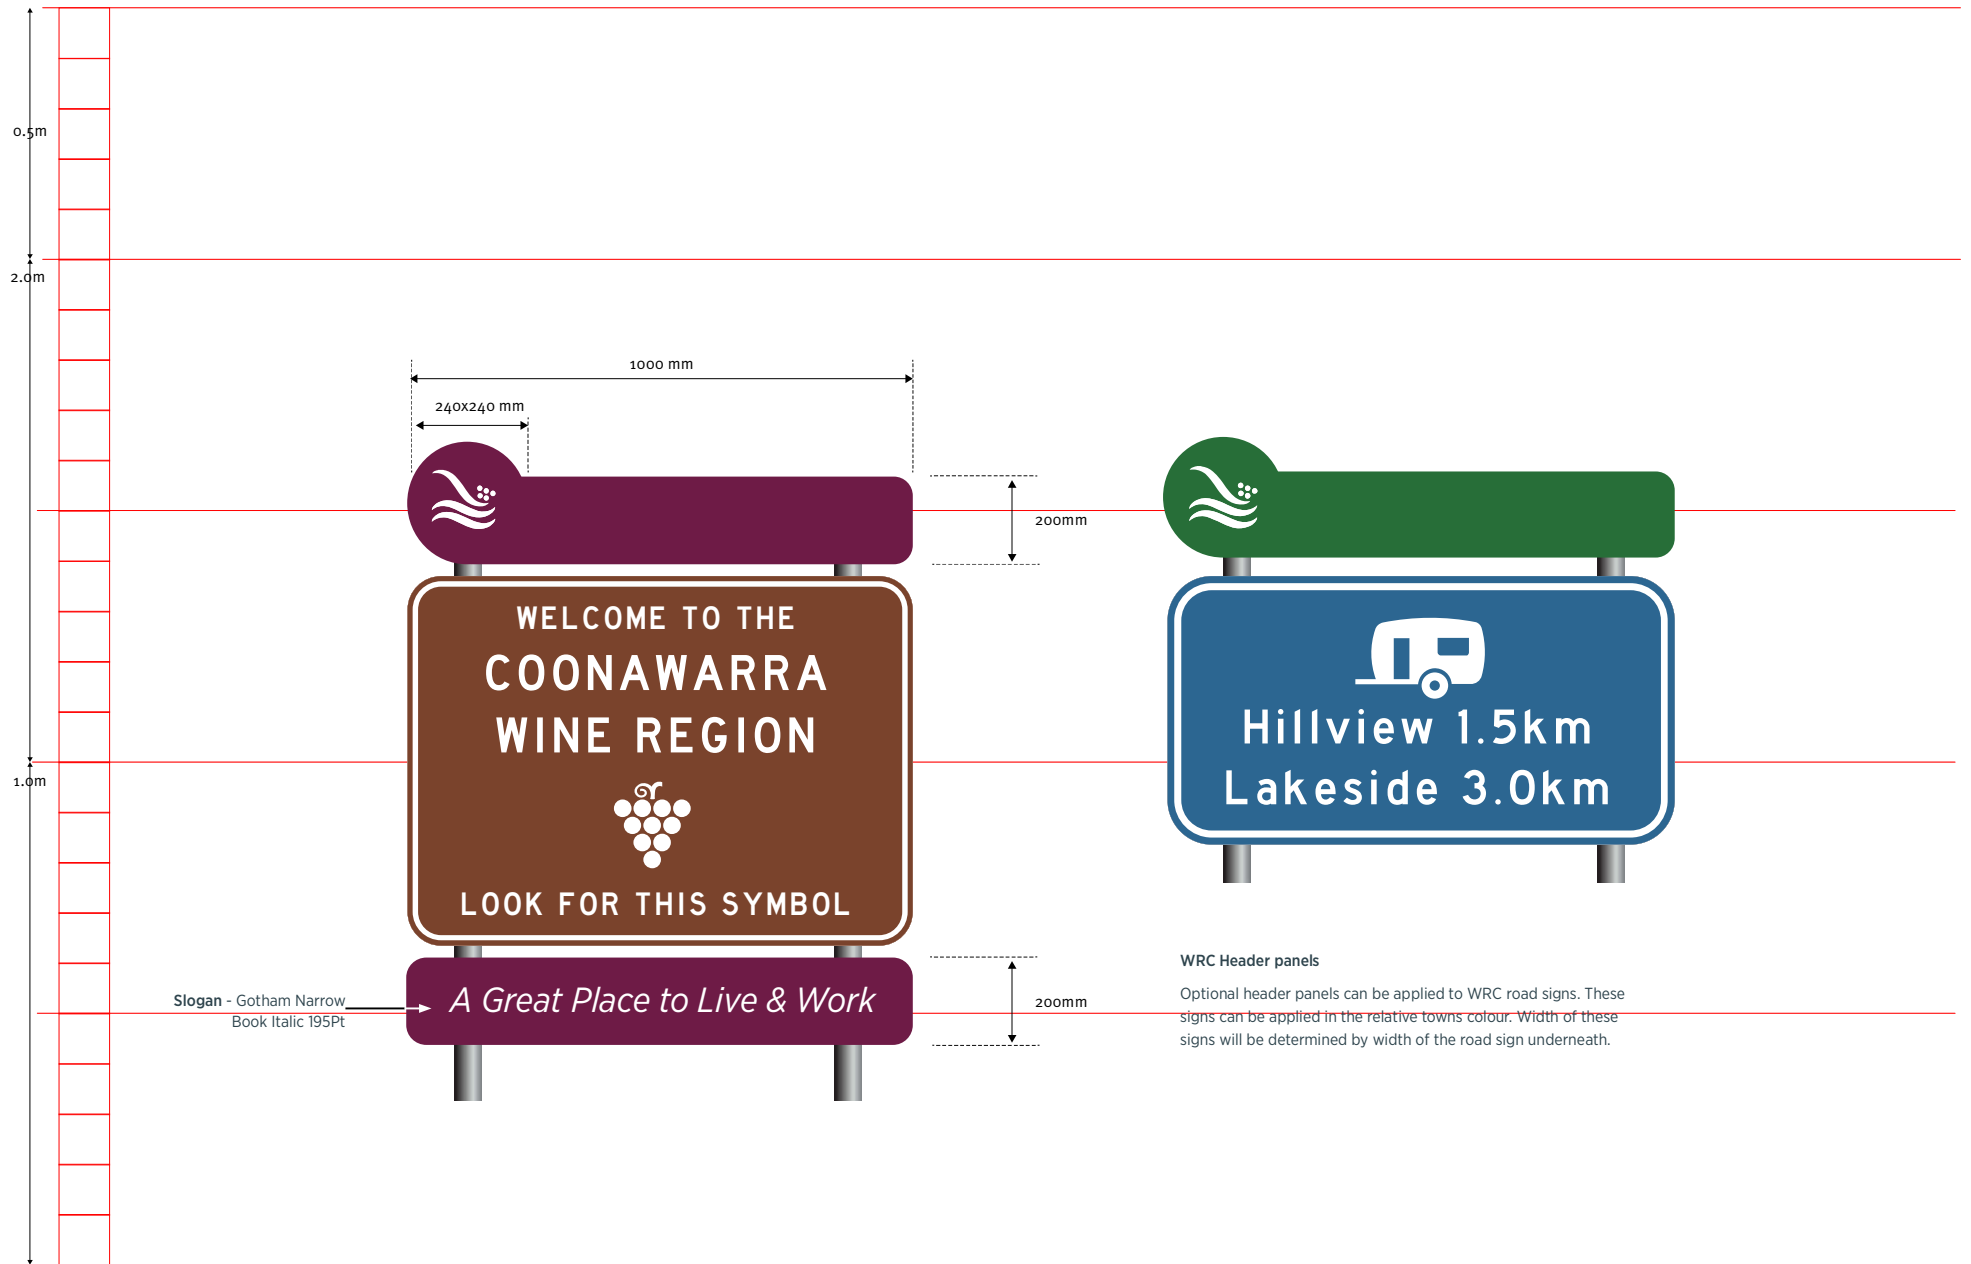 0.5m
2.0m
1.0m
1000 mm
240x240 mm
200mm
WELCOME TO THE
COONAWARRA
WINE REGION
LOOK FOR THIS SYMBOL
Slogan - Gotham Narrow
Book Italic 195Pt
A Great Place to Live & Work
200mm
Hillview 1.5km
Lakeside 3.0km
WRC Header panels
Optional header panels can be applied to WRC road signs. These
signs can be applied in the relative towns colour. Width of these
signs will be determined by width of the road sign underneath.